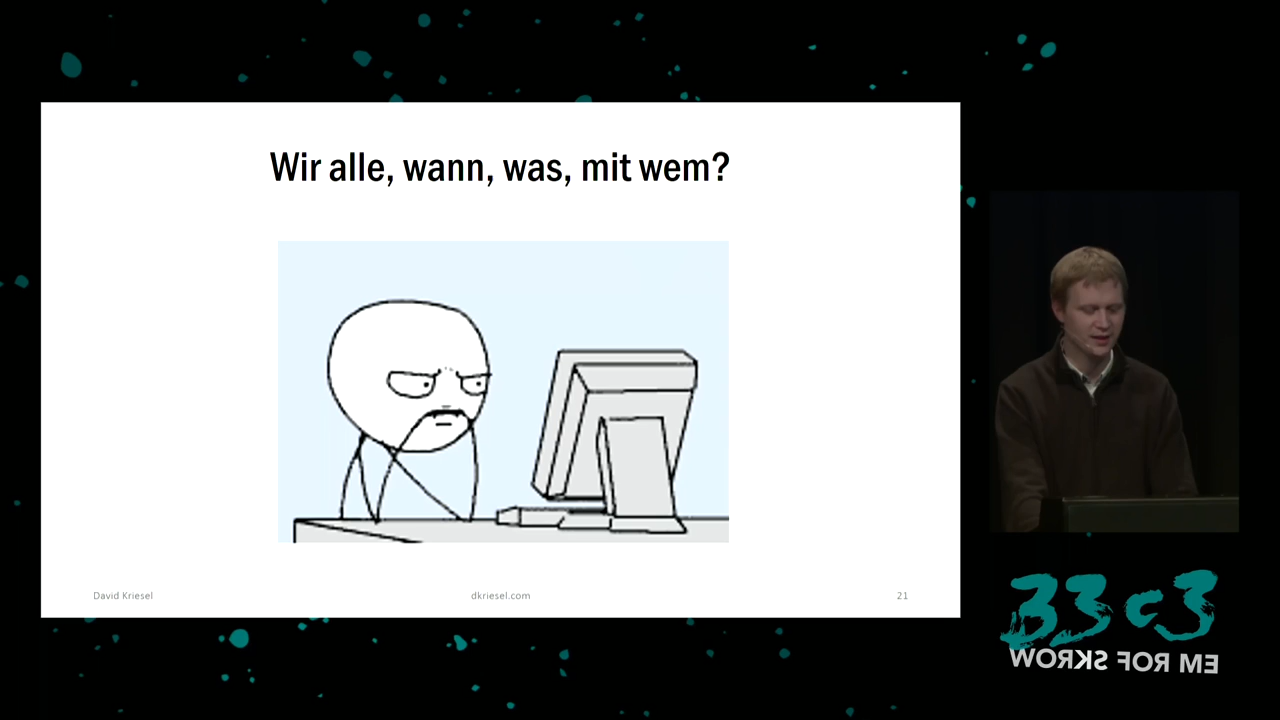 Wir alle, wann, was, mit wem?
David Kriesel
dkriesel.com
21
33c3
WORKS FOR ME